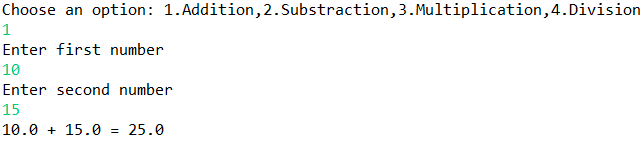 Choose an option: 1.Addition,2.Substraction,3.Multiplication,4.Division
1
Enter first number
10
Enter second number
15
10.0 + 15.0 = 25.0